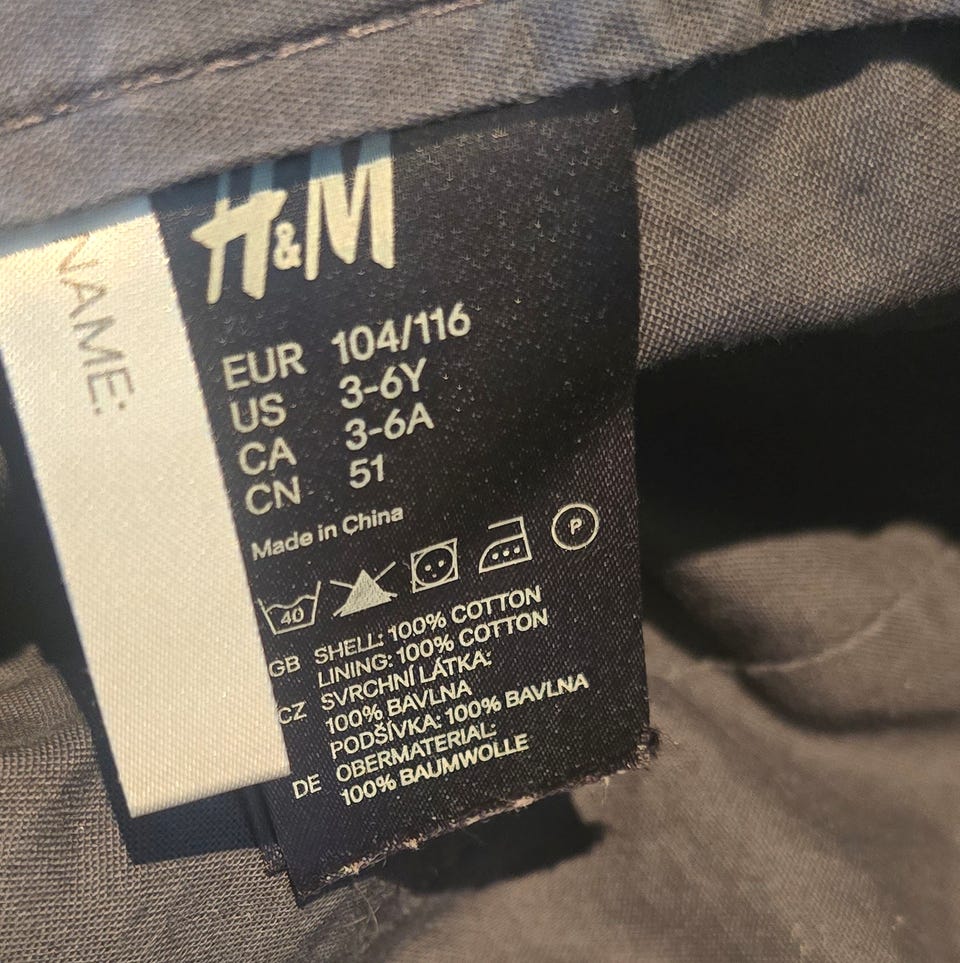 NAME:
H&M
EUR 104/116
US 3-6Y
CA 3-6A
CN 51
Made in China
40 P
GB SHELL: 100% COTTON
LINING: 100% COTTON
CZ SVRCHNÍ LÁTKA:
100% BAVLNA
PODŠÍVKA: 100% BAVLNA
DE OBERMATERIAL:
100% BAUMWOLLE